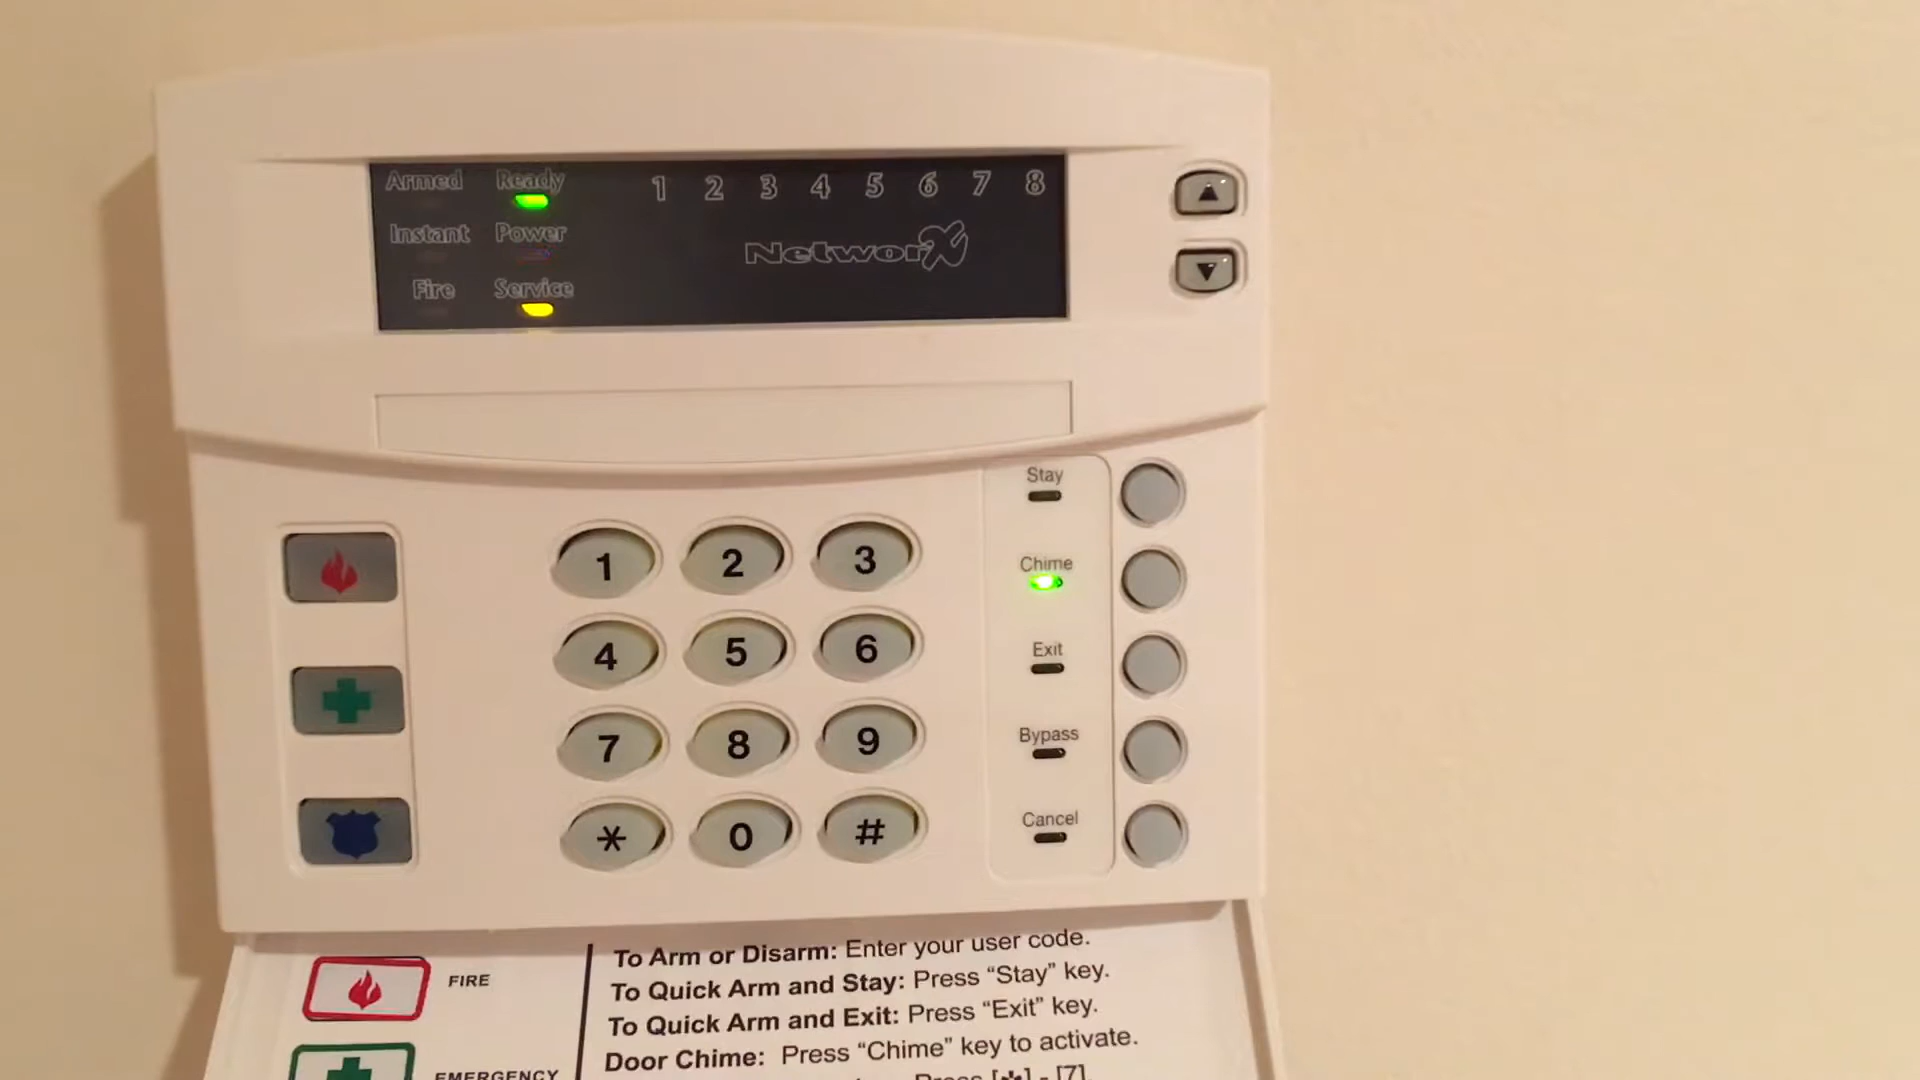 Armed Ready 1 2 3 4 5 6 7 8
Instant Power NetworX
Fire Service
Stay
1 2 3
Chime
4 5 6
Exit
7 8 9
Bypass
* 0 #
Cancel
FIRE
EMERGENCY
To Arm or Disarm: Enter your user code.
To Quick Arm and Stay: Press “Stay” key.
To Quick Arm and Exit: Press “Exit” key.
Door Chime: Press “Chime” key to activate.
Press [*] - [7]